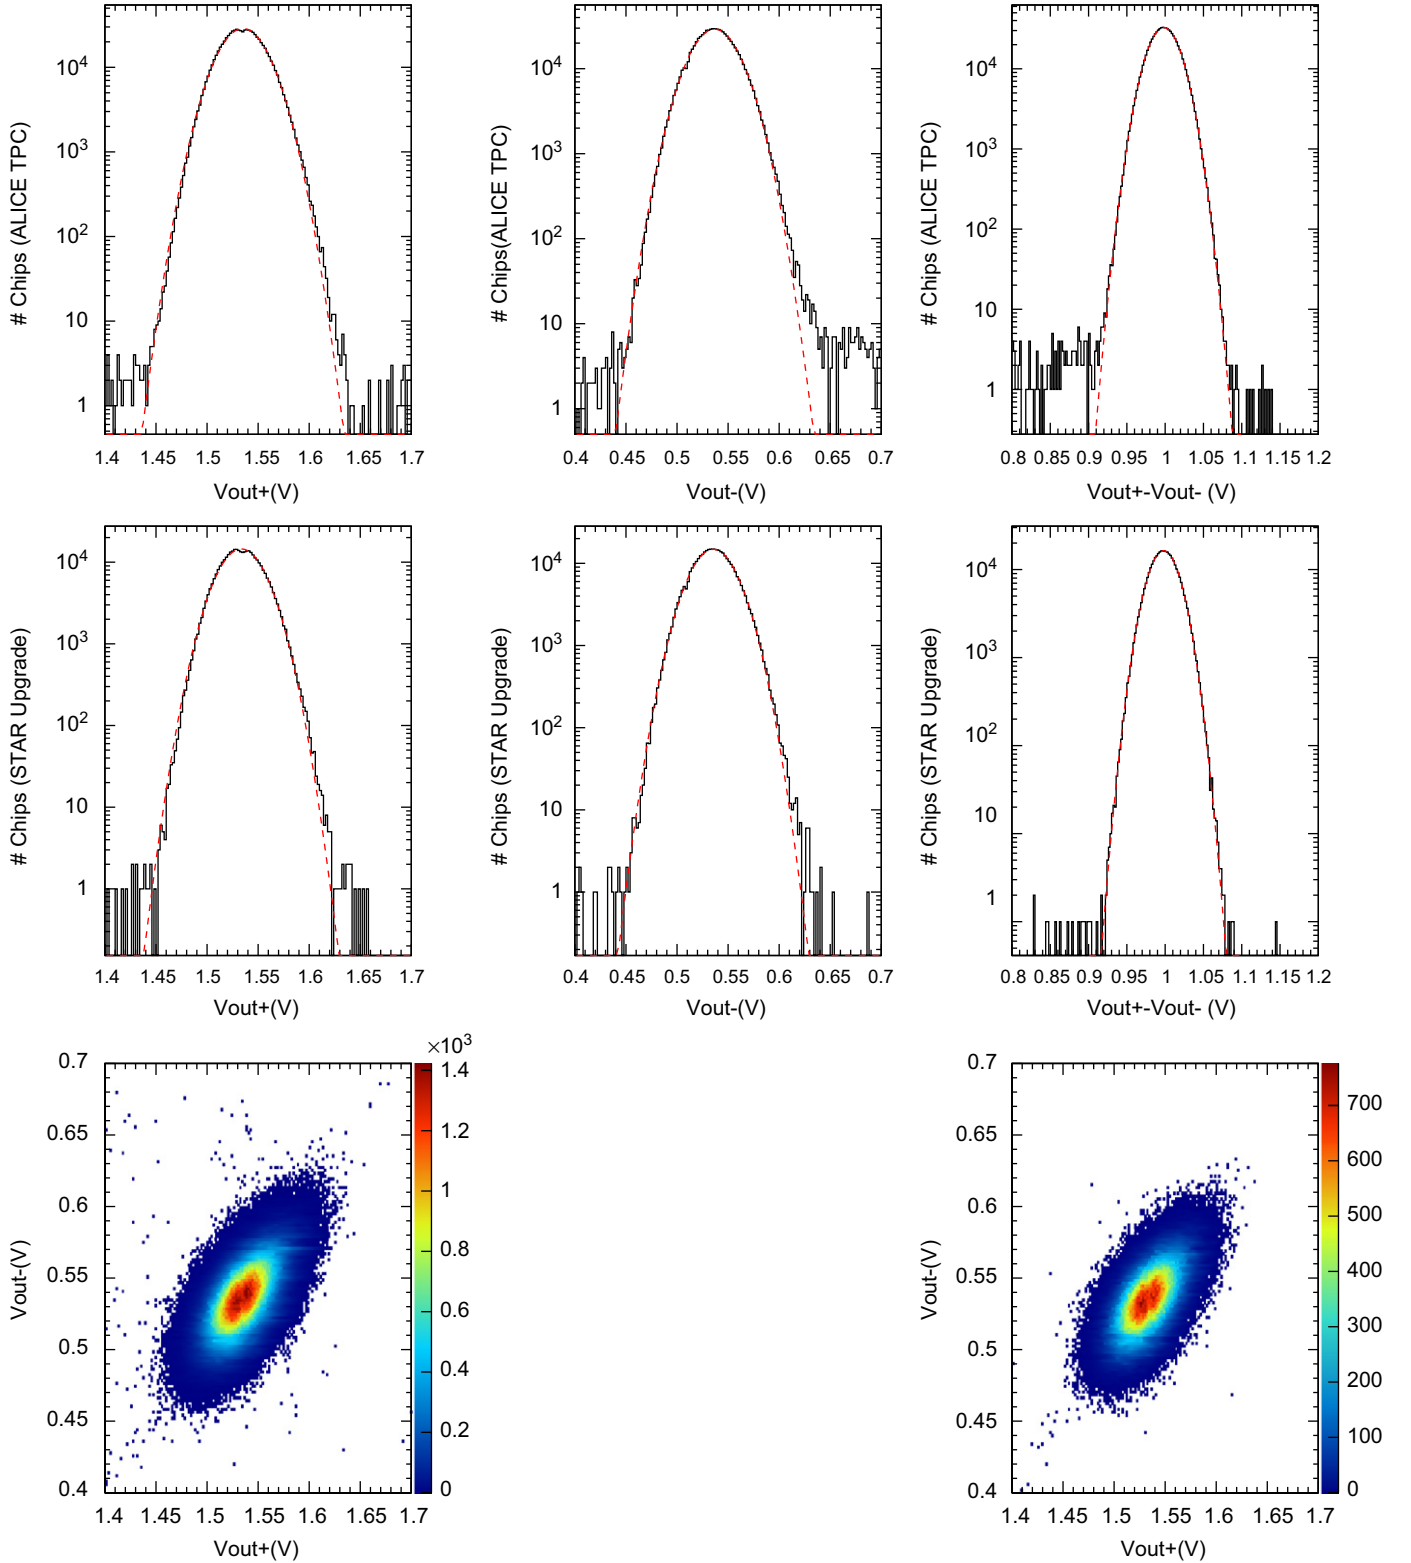 # Chips (ALICE TPC)
10⁴
10³
10²
10
1
1.4 1.45 1.5 1.55 1.6 1.65 1.7
Vout+(V)
# Chips(ALICE TPC)
10⁴
10³
10²
10
1
0.4 0.45 0.5 0.55 0.6 0.65 0.7
Vout-(V)
# Chips (ALICE TPC)
10⁴
10³
10²
10
1
0.8 0.85 0.9 0.95 1 1.05 1.1 1.15 1.2
Vout+-Vout- (V)
# Chips (STAR Upgrade)
10⁴
10³
10²
10
1
1.4 1.45 1.5 1.55 1.6 1.65 1.7
Vout+(V)
# Chips (STAR Upgrade)
10⁴
10³
10²
10
1
0.4 0.45 0.5 0.55 0.6 0.65 0.7
Vout-(V)
# Chips (STAR Upgrade)
10⁴
10³
10²
10
1
0.8 0.85 0.9 0.95 1 1.05 1.1 1.15 1.2
Vout+-Vout- (V)
Vout-(V)
0.7
0.65
0.6
0.55
0.5
0.45
0.4
1.4 1.45 1.5 1.55 1.6 1.65 1.7
Vout+(V)
×10³
1.4
1.2
1
0.8
0.6
0.4
0.2
0
Vout-(V)
0.7
0.65
0.6
0.55
0.5
0.45
0.4
1.4 1.45 1.5 1.55 1.6 1.65 1.7
Vout+(V)
700
600
500
400
300
200
100
0